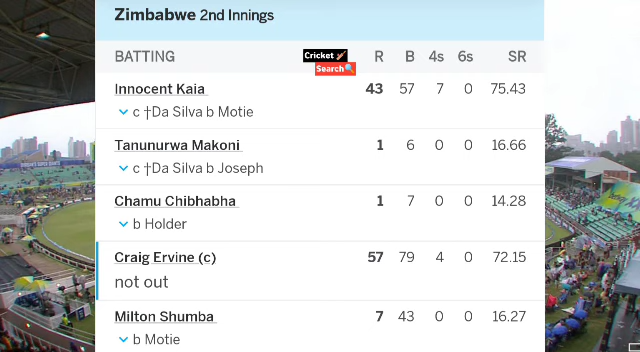 Zimbabwe 2nd Innings
BATTING R B 4s 6s SR
Cricket
Search
Innocent Kaia 43 57 7 0 75.43
c †Da Silva b Motie
Tanunurwa Makoni 1 6 0 0 16.66
c †Da Silva b Joseph
Chamu Chibhabha 1 7 0 0 14.28
b Holder
Craig Ervine (c) 57 79 4 0 72.15
not out
Milton Shumba 7 43 0 0 16.27
b Motie